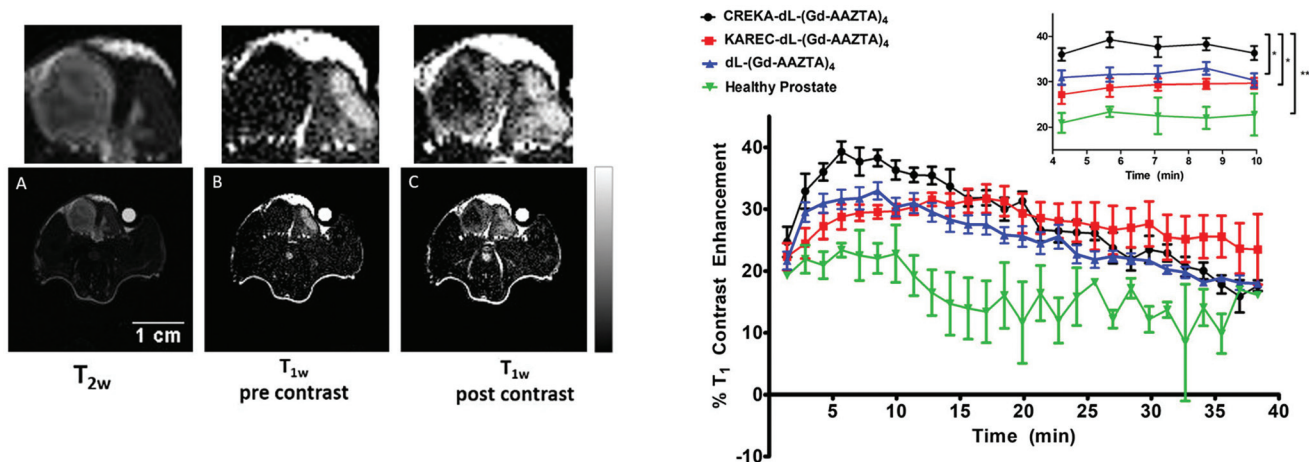 A
B
C
1 cm
T2w
T1w
pre contrast
T1w
post contrast
CREKA-dL-(Gd-AAZTA)4
KAREC-dL-(Gd-AAZTA)4
dL-(Gd-AAZTA)4
Healthy Prostate
40
30
20
4 5 6 7 8 9 10
Time (min)
*
*
**
% T1 Contrast Enhancement
40
30
20
10
0
-10
5 10 15 20 25 30 35 40
Time (min)